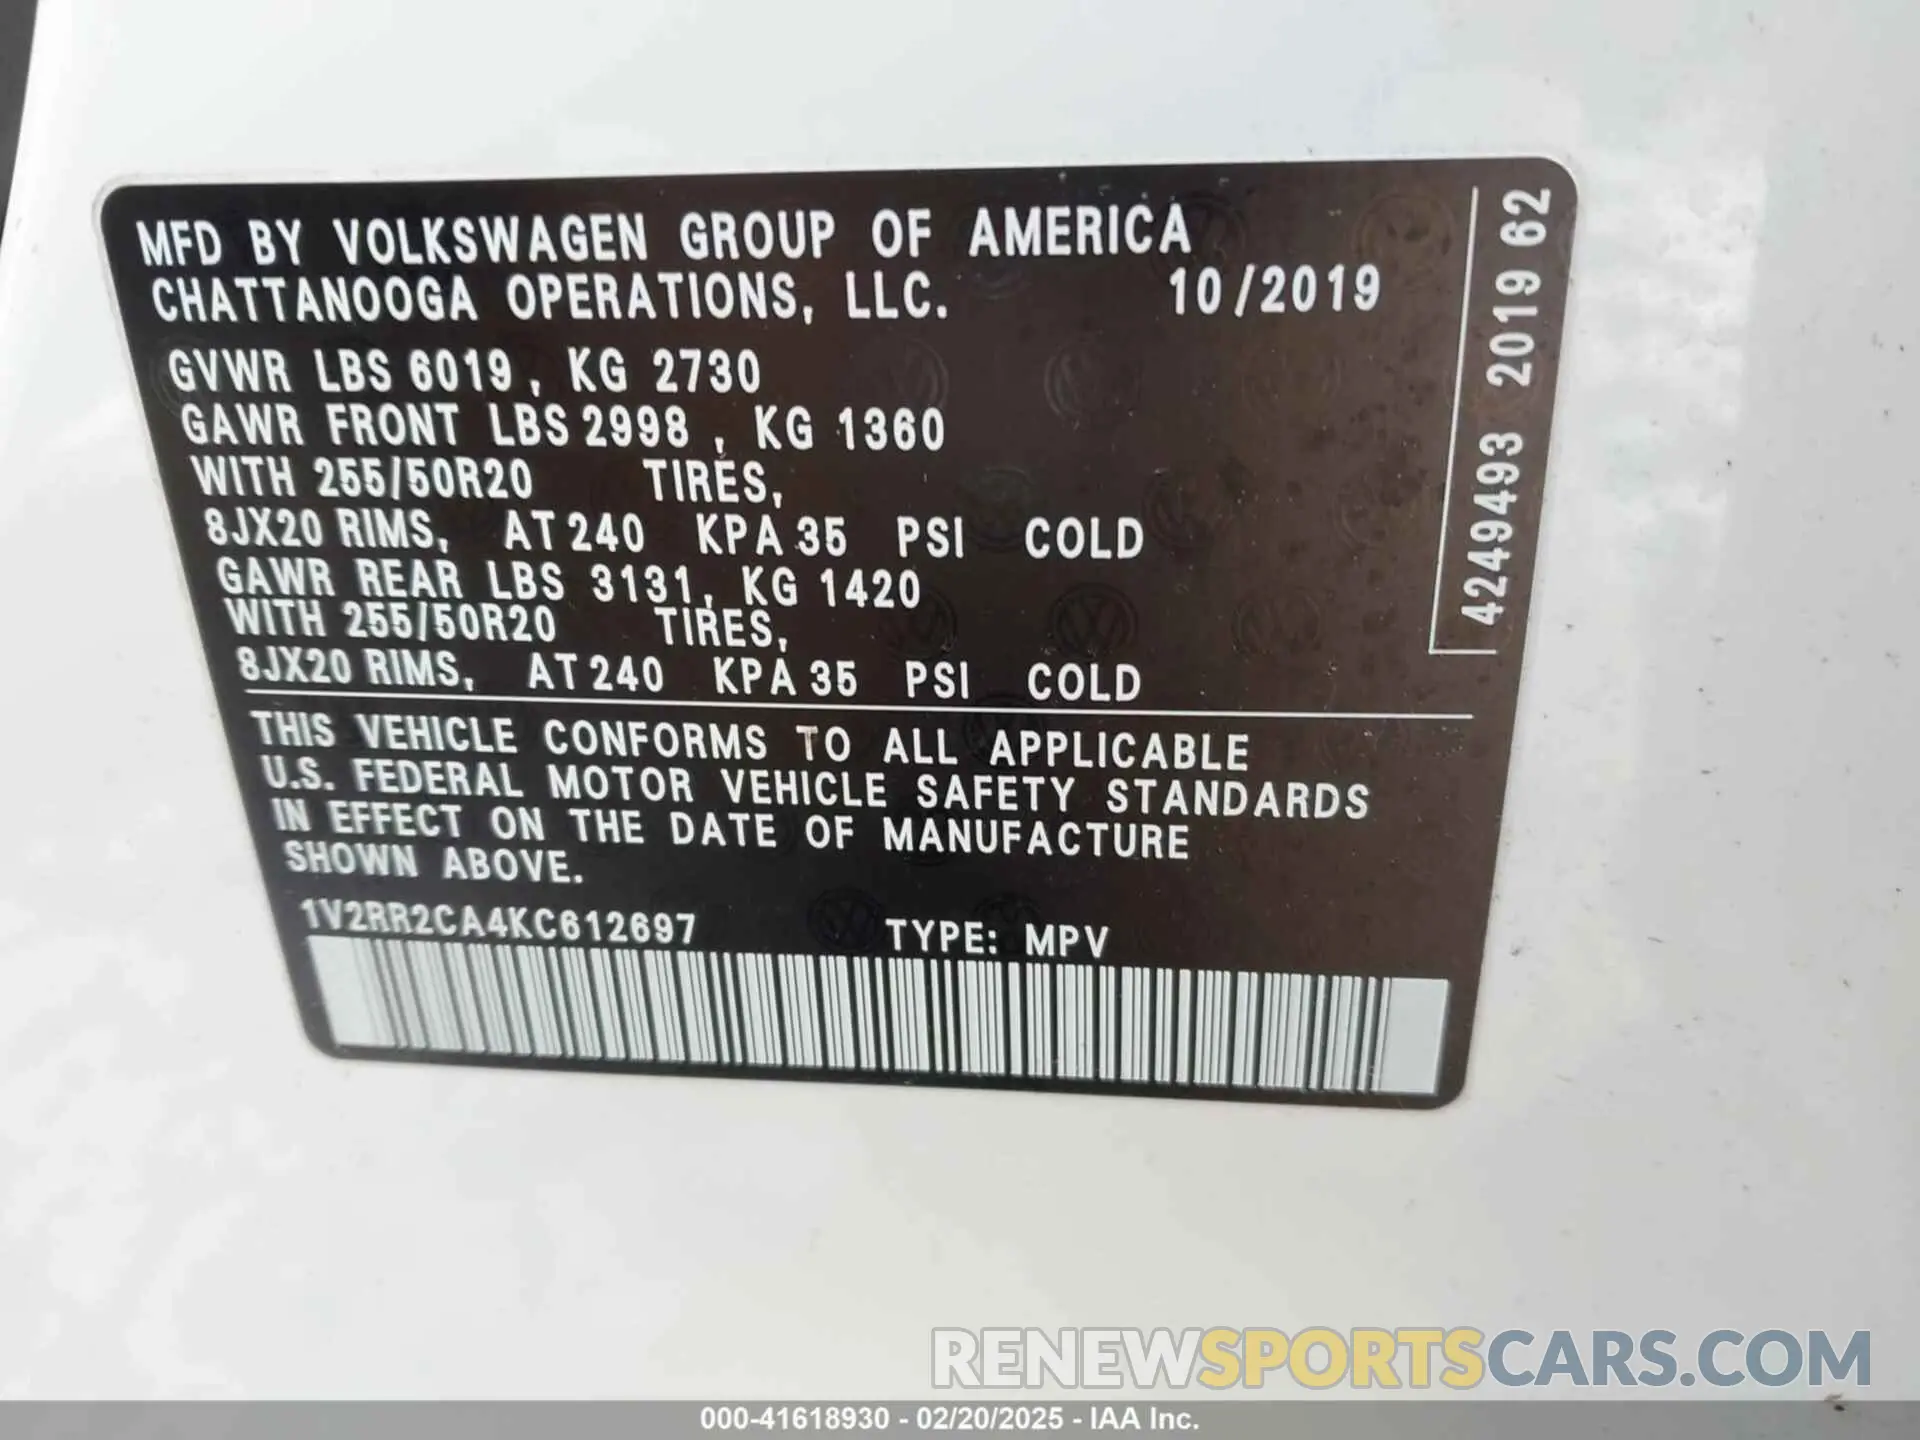 MFD BY VOLKSWAGEN GROUP OF AMERICA
CHATTANOOGA OPERATIONS, LLC. 10/2019
GVWR LBS 6019, KG 2730
GAWR FRONT LBS 2998, KG 1360
WITH 255/50R20 TIRES,
8JX20 RIMS, AT 240 KPA 35 PSI COLD
GAWR REAR LBS 3131, KG 1420
WITH 255/50R20 TIRES,
8JX20 RIMS, AT 240 KPA 35 PSI COLD
THIS VEHICLE CONFORMS TO ALL APPLICABLE
U.S. FEDERAL MOTOR VEHICLE SAFETY STANDARDS
IN EFFECT ON THE DATE OF MANUFACTURE
SHOWN ABOVE.
1V2RR2CA4KC612697 TYPE: MPV
4249493 2019 62
RENEWSPORTSCARS.COM
000-41618930 - 02/20/2025 - IAA Inc.